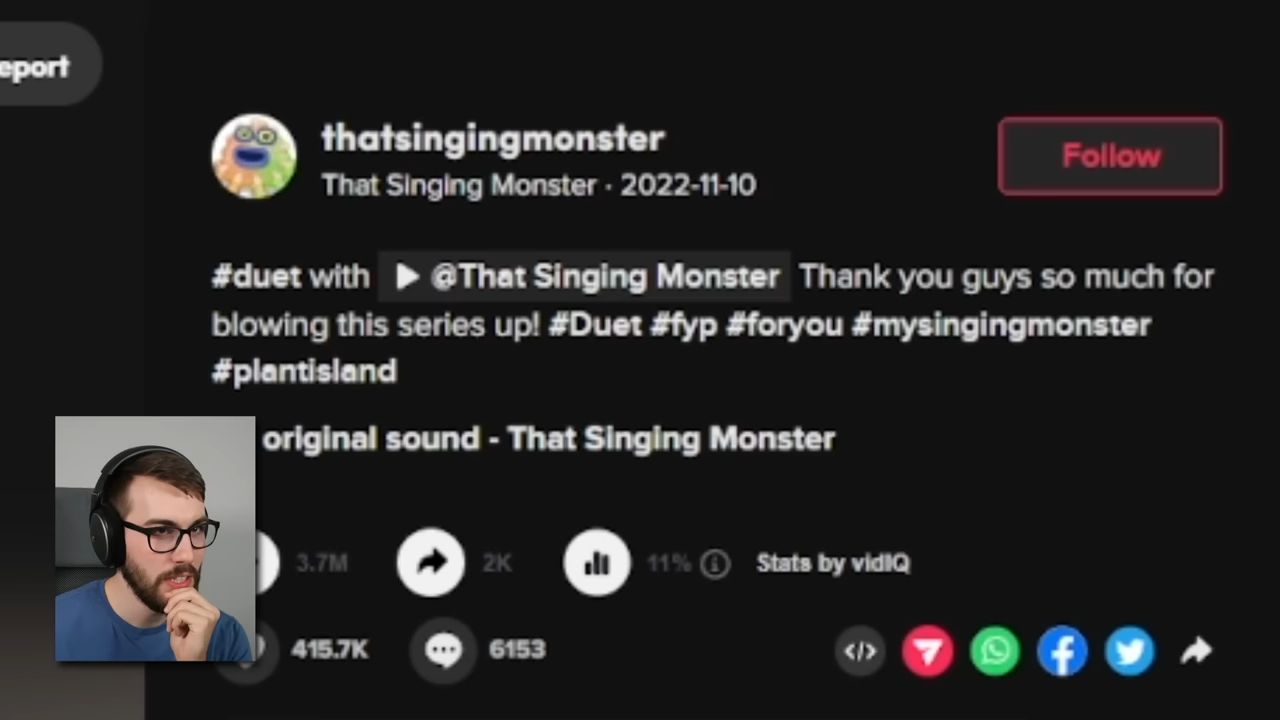 eport
thatsingingmonster
That Singing Monster · 2022-11-10
Follow
#duet with ▶ @That Singing Monster Thank you guys so much for
blowing this series up! #Duet #fyp #foryou #mysingingmonster
#plantisland
original sound - That Singing Monster
3.7M 2K 11% Stats by vidIQ
415.7K 6153 </>